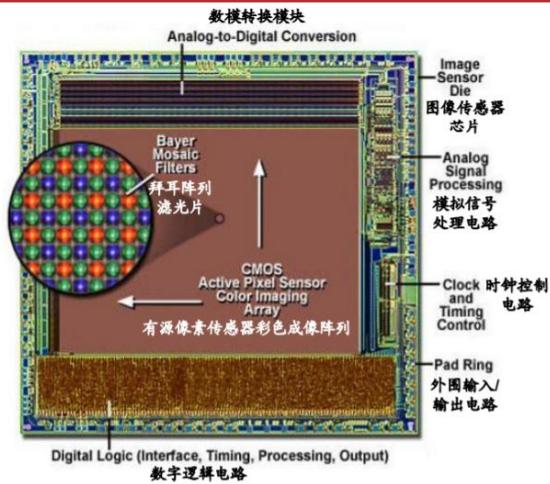 数模转换模块
Analog-to-Digital Conversion
Image
Sensor
Die
图像传感器
芯片
Bayer
Mosaic
Filters
拜耳阵列
滤光片
Analog
Signal
Processing
模拟信号
处理电路
CMOS
Active Pixel Sensor
Color Imaging
Array
有源像素传感器彩色成像阵列
Clock
and
Timing
Control
时钟控制
电路
Pad Ring
外围输入/
输出电路
Digital Logic (Interface, Timing, Processing, Output)
数字逻辑电路